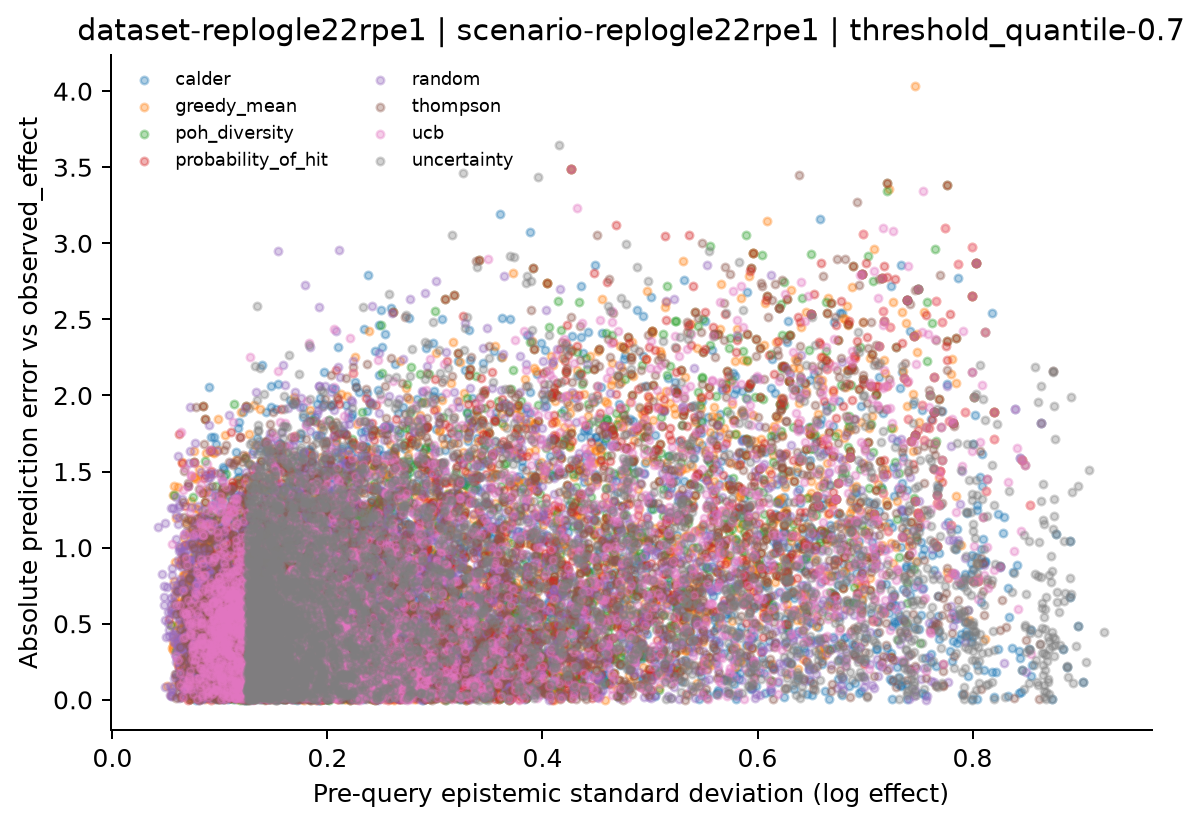 dataset-replogle22rpe1 | scenario-replogle22rpe1 | threshold_quantile-0.7
calder
greedy_mean
poh_diversity
probability_of_hit
random
thompson
ucb
uncertainty
Absolute prediction error vs observed_effect
4.0
3.5
3.0
2.5
2.0
1.5
1.0
0.5
0.0
0.0
0.2
0.4
0.6
0.8
Pre-query epistemic standard deviation (log effect)